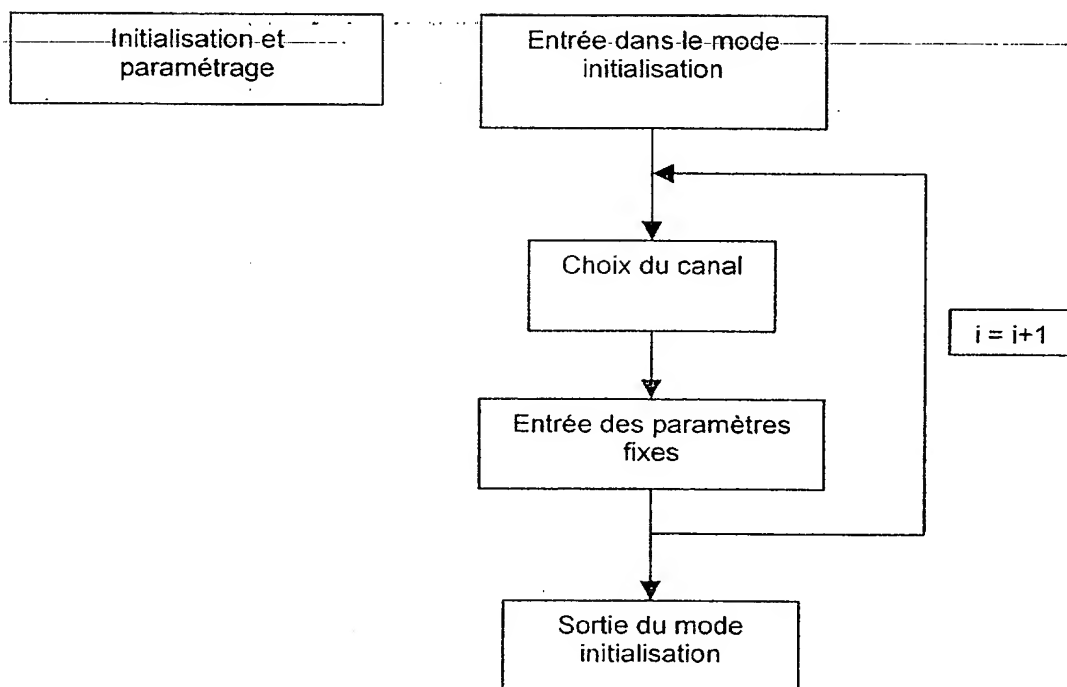 Initialisation et
paramétrage
Entrée dans le mode
initialisation
Choix du canal
i = i+1
Entrée des paramètres
fixes
Sortie du mode
initialisation